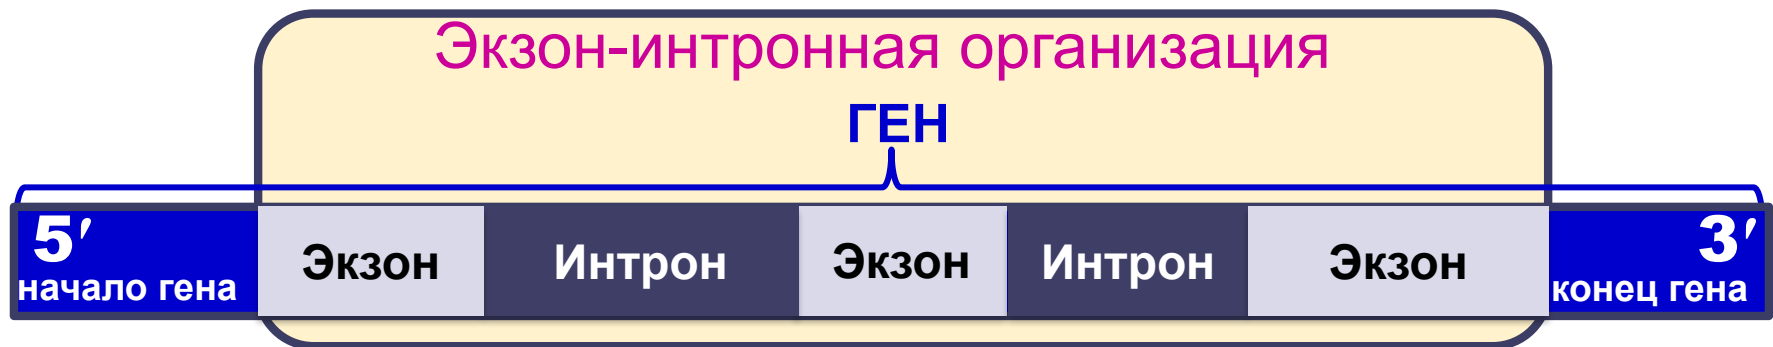 Экзон-интронная организация
ГЕН
5′
начало гена
Экзон
Интрон
Экзон
Интрон
Экзон
3′
конец гена